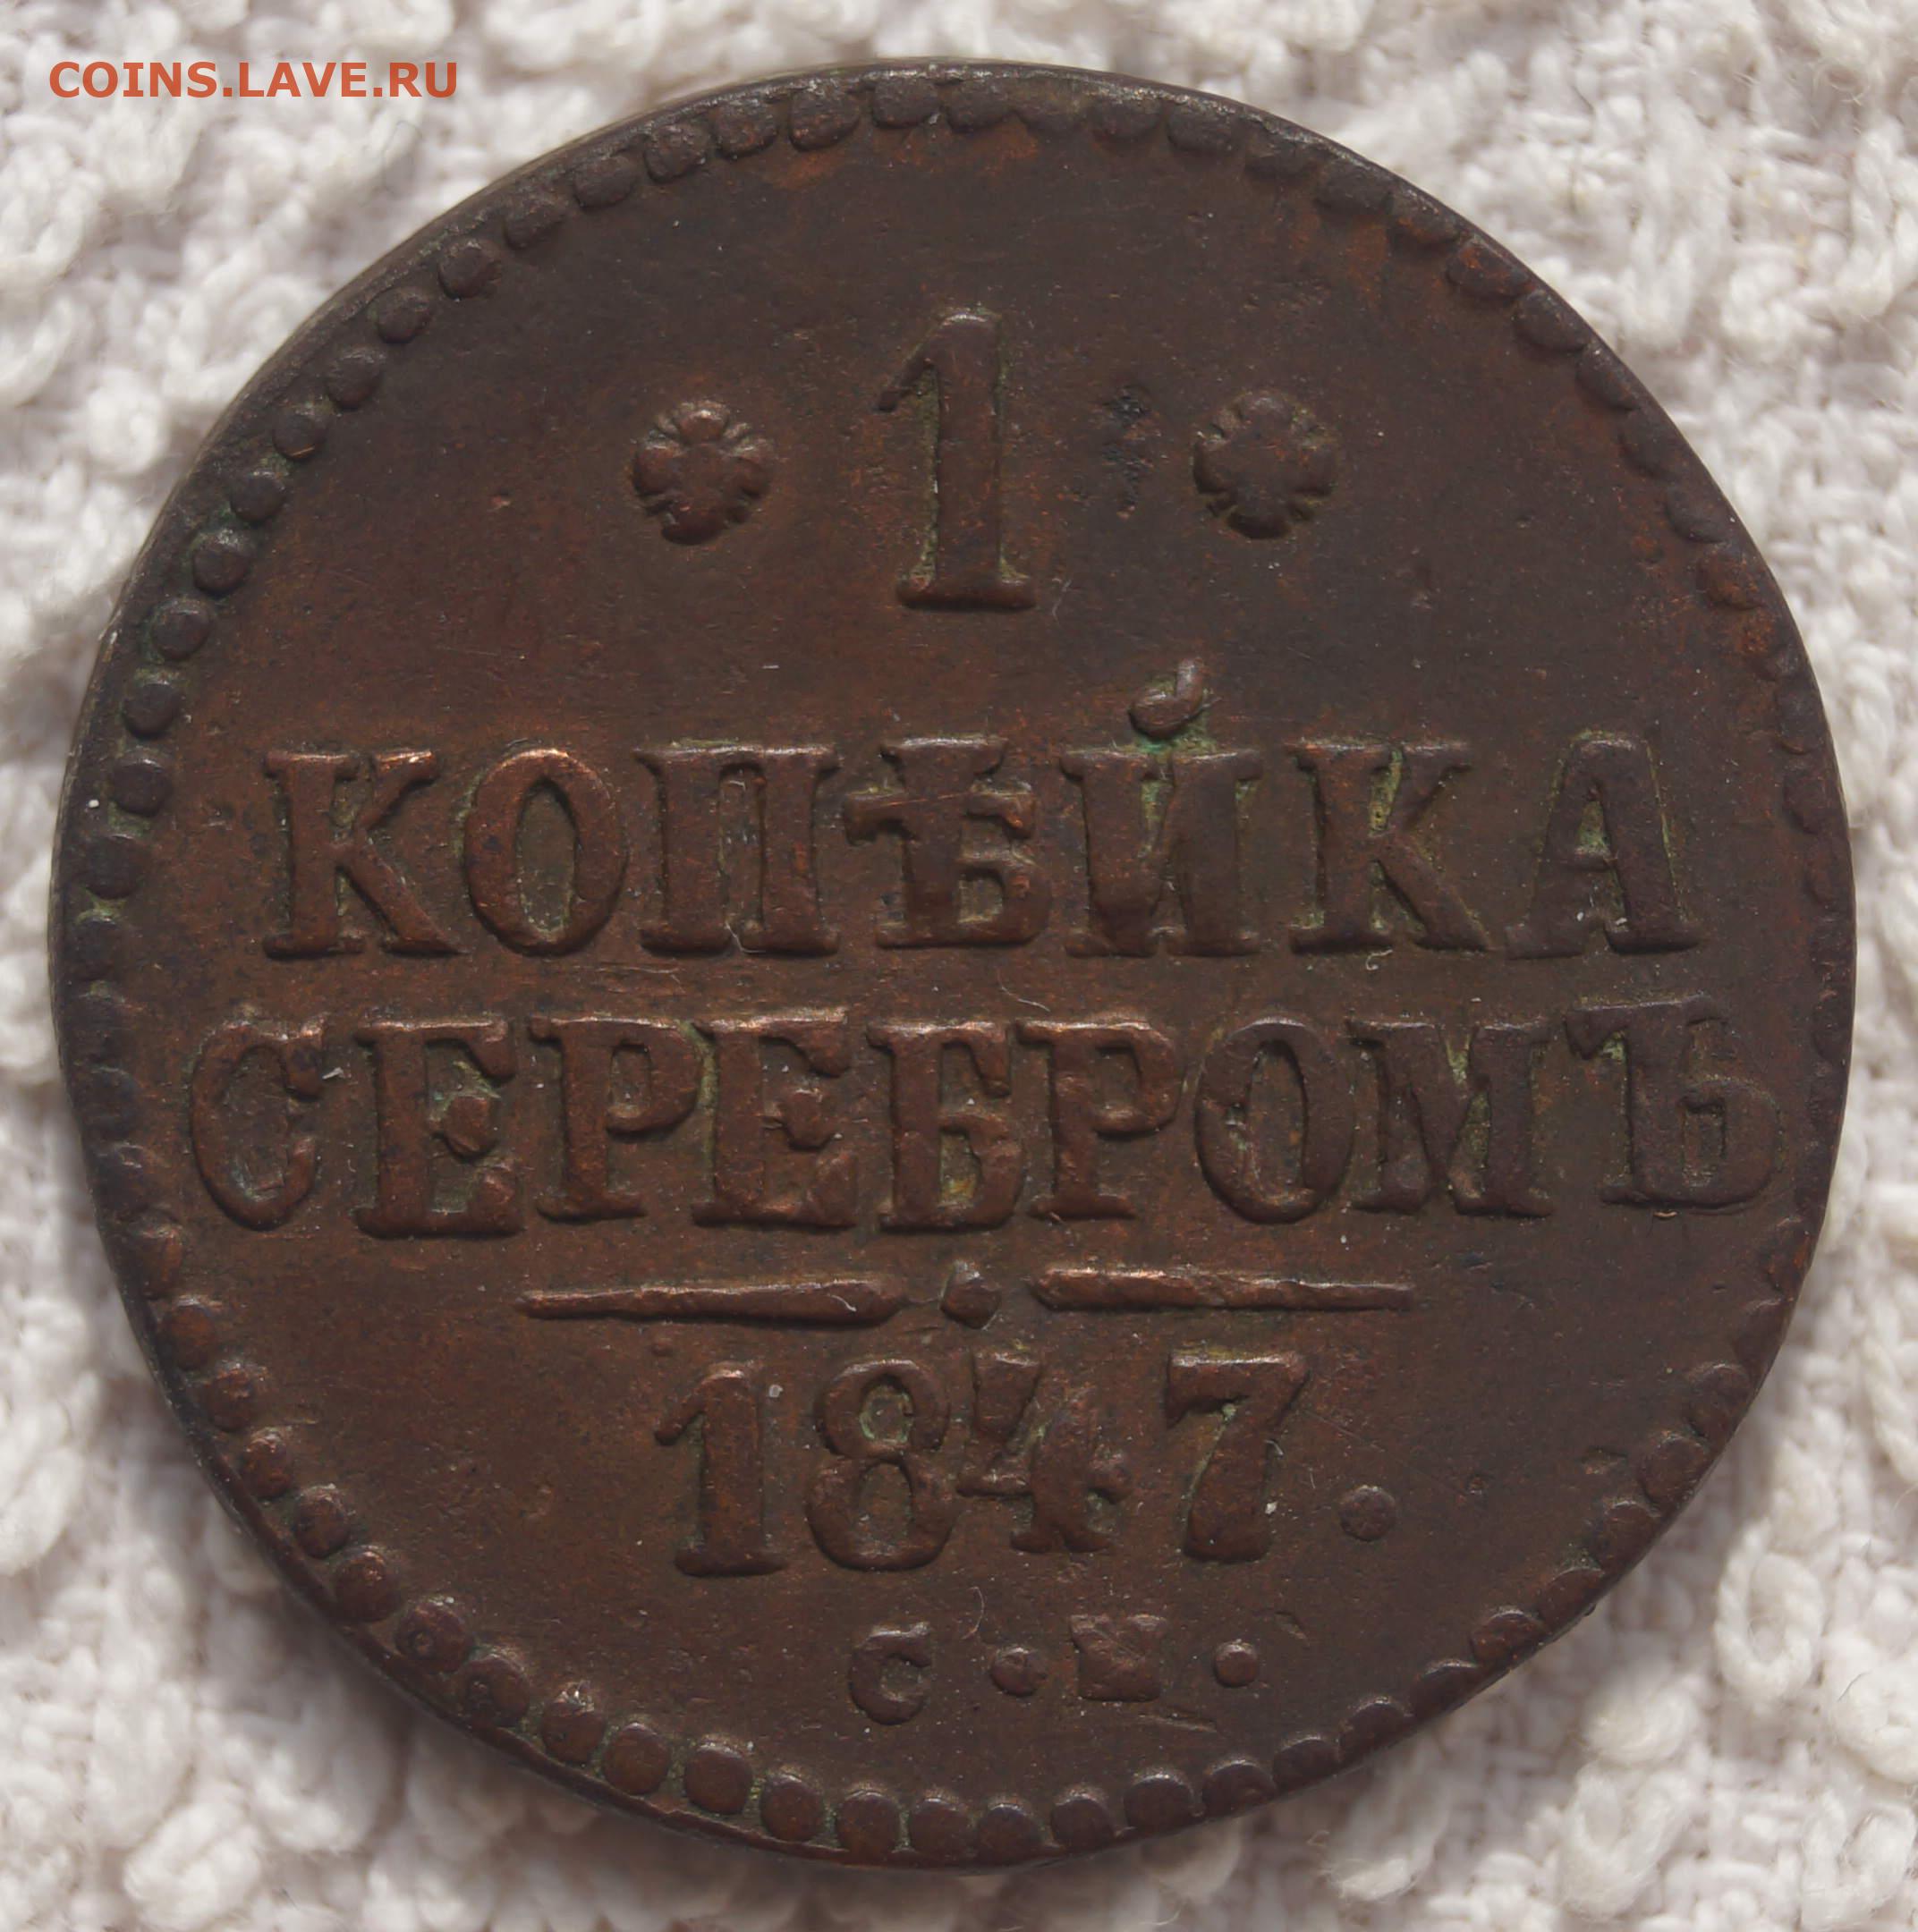 COINS.LAVE.RU
1
КОПѢЙКА
СЕРЕБРОМЪ
1847.
С.М.